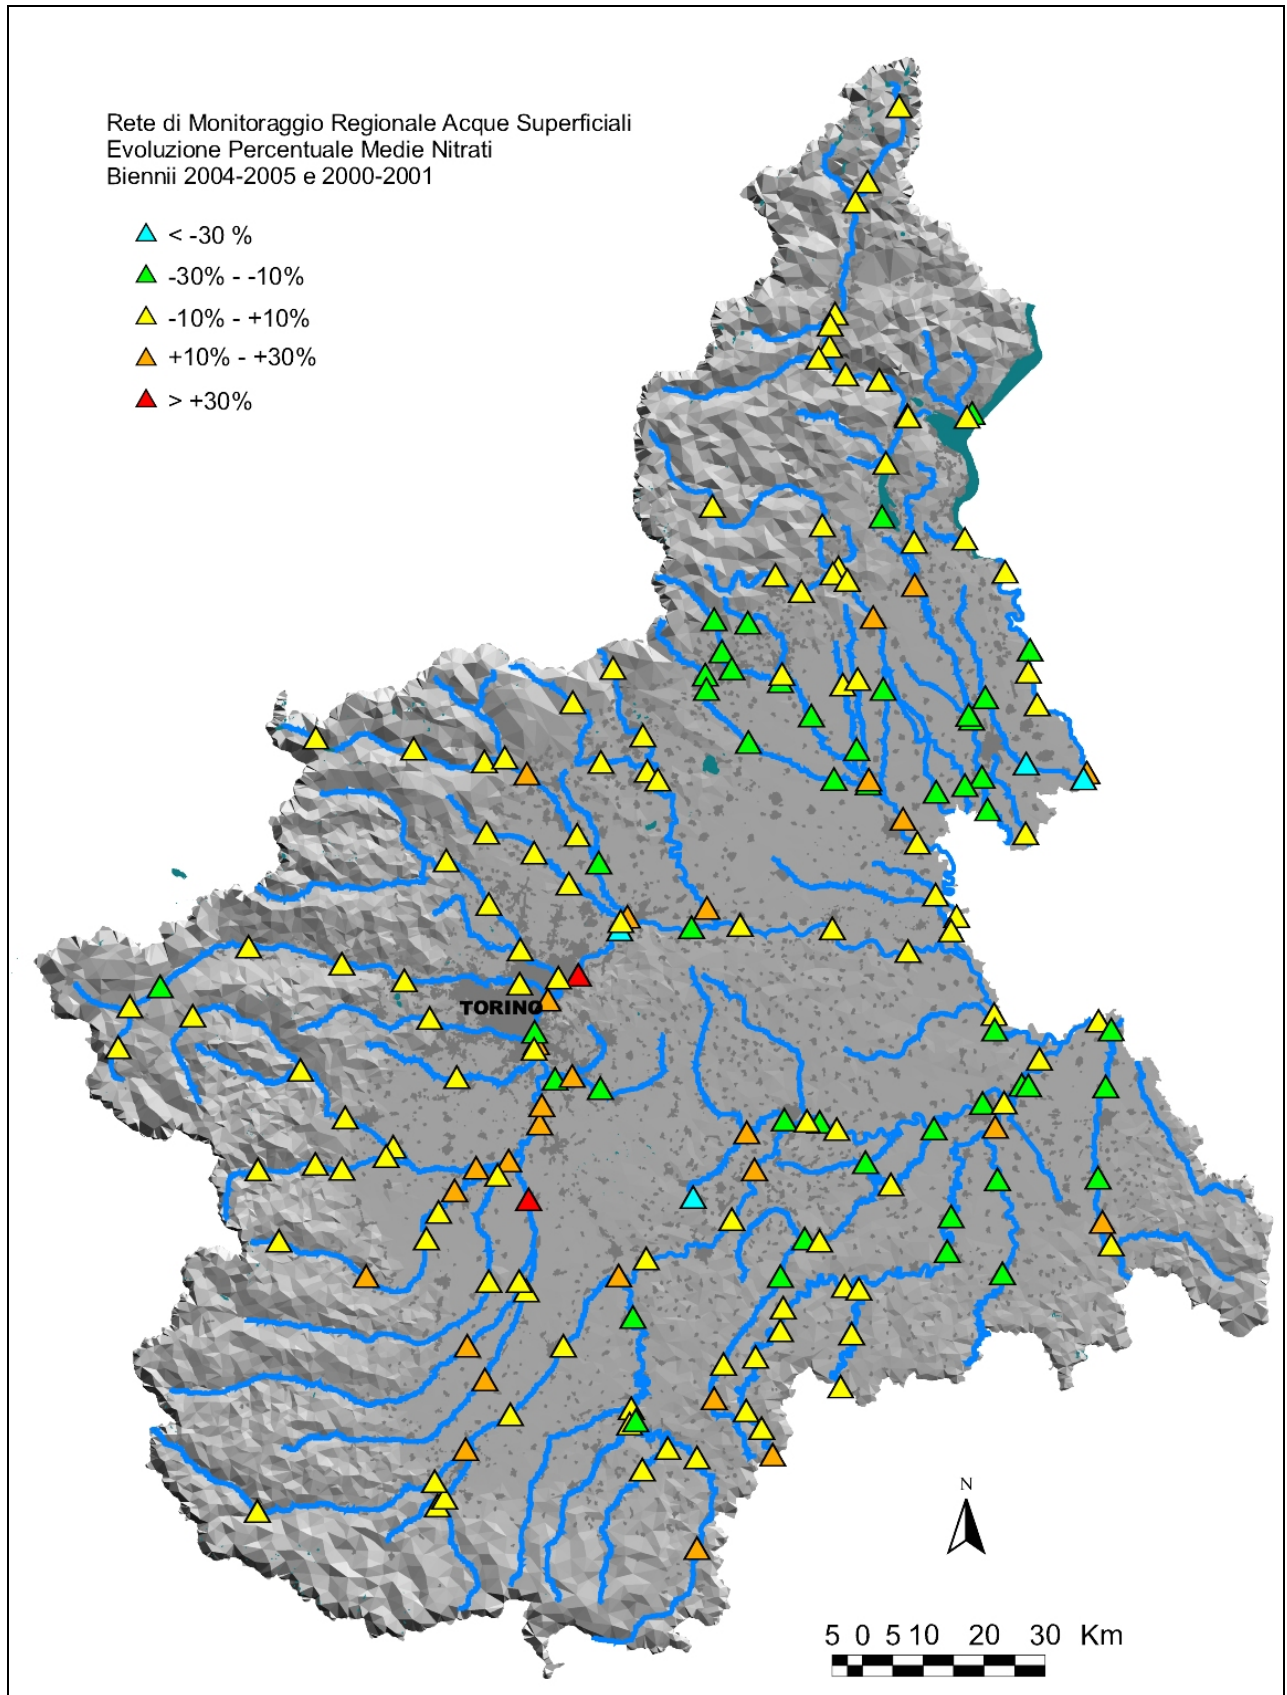 Rete di Monitoraggio Regionale Acque Superficiali
Evoluzione Percentuale Medie Nitrati
Biennii 2004-2005 e 2000-2001
< -30 %
-30% - -10%
-10% - +10%
+10% - +30%
> +30%
TORINO
N
5 0 5 10 20 30 Km